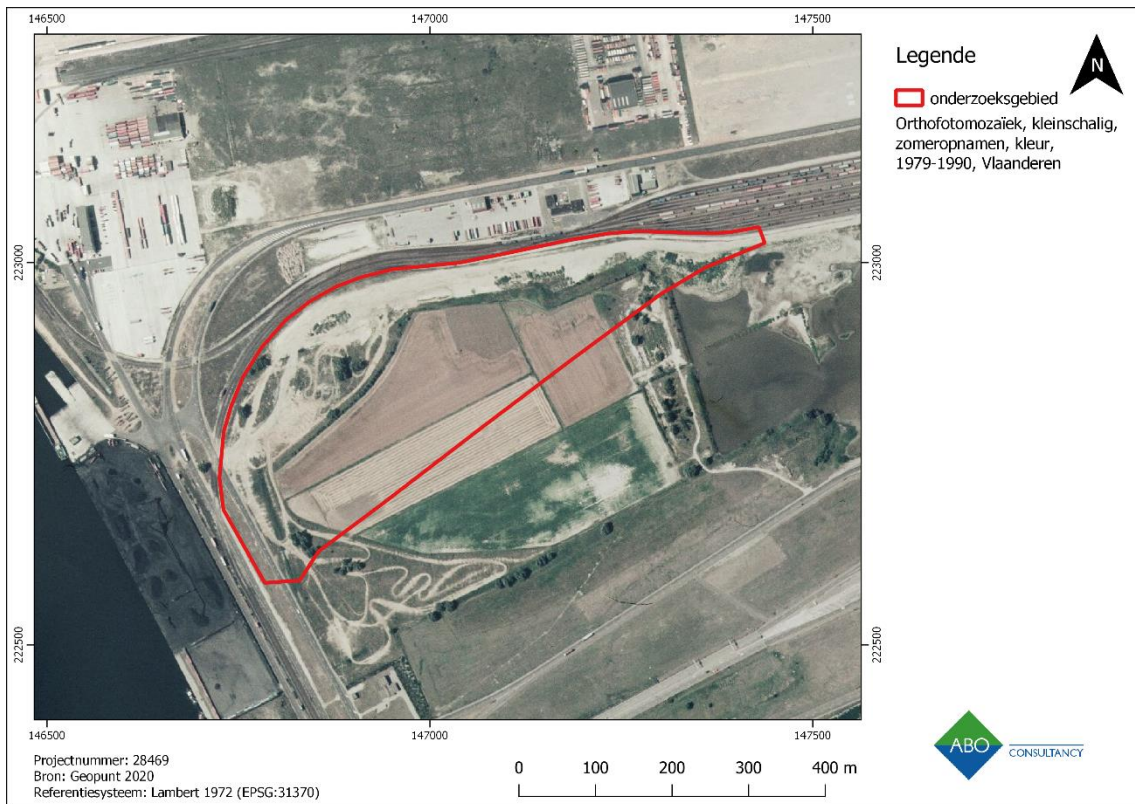 146500
147000
147500
223000
223000
222500
222500
146500
147000
147500
Legende
N
onderzoeksgebied
Orthofotomozaïek, kleinschalig,
zomeropnamen, kleur,
1979-1990, Vlaanderen
Projectnummer: 28469
Bron: Geopunt 2020
Referentiesysteem: Lambert 1972 (EPSG:31370)
0 100 200 300 400 m
ABO
CONSULTANCY